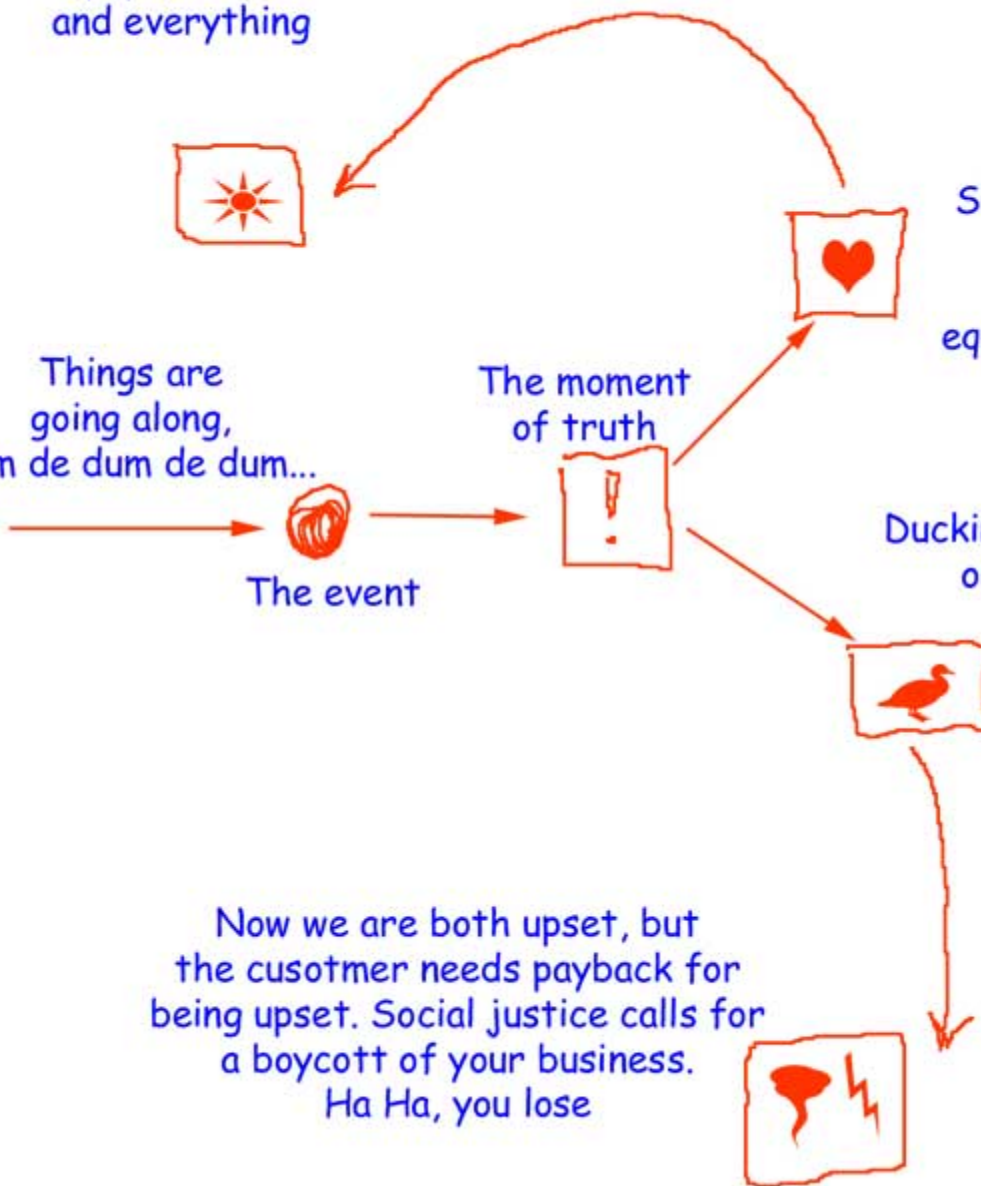 and everything
S
eq
Things are
going along,
m de dum de dum...
The moment
of truth
The event
Duckin
o
Now we are both upset, but
the cusotmer needs payback for
being upset. Social justice calls for
a boycott of your business.
Ha Ha, you lose